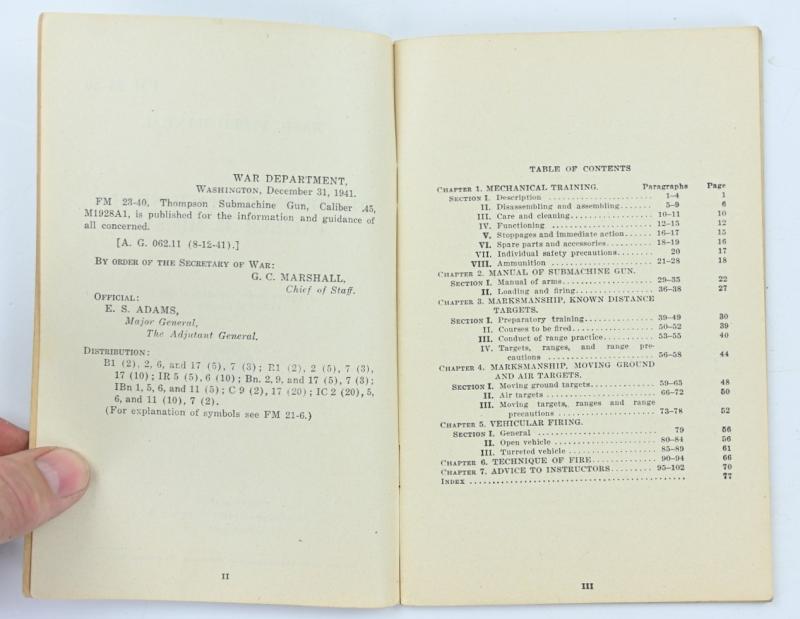 WAR DEPARTMENT,
WASHINGTON, December 31, 1941.
FM 23-40, Thompson Submachine Gun, Caliber .45,
M1928A1, is published for the information and guidance of
all concerned.
[A. G. 062.11 (8-12-41).]
BY ORDER OF THE SECRETARY OF WAR:
G. C. MARSHALL,
Chief of Staff.
OFFICIAL:
E. S. ADAMS,
Major General,
The Adjutant General.
DISTRIBUTION:
B1 (2), 2, 6, and 17 (5), 7 (3); R1 (2), 2 (5), 7 (3),
17 (10); IR 5 (5), 6 (10); Bn. 2, 9, and 17 (5), 7 (3);
IBn 1, 5, 6, and 11 (5); C 9 (2), 17 (20); IC 2 (20), 5,
6, and 11 (10), 7 (2).
(For explanation of symbols see FM 21-6.)
II
TABLE OF CONTENTS
CHAPTER 1. MECHANICAL TRAINING. Paragraphs Page
SECTION I. Description 1-4 1
II. Disassembling and assembling 5-9 6
III. Care and cleaning 10-11 10
IV. Functioning 12-15 12
V. Stoppages and immediate action 16-17 15
VI. Spare parts and accessories 18-19 16
VII. Individual safety precautions 20 17
VIII. Ammunition 21-28 18
CHAPTER 2. MANUAL OF SUBMACHINE GUN.
SECTION I. Manual of arms 29-35 22
II. Loading and firing 36-38 27
CHAPTER 3. MARKSMANSHIP, KNOWN DISTANCE
TARGETS.
SECTION I. Preparatory training 39-49 30
II. Courses to be fired 50-52 39
III. Conduct of range practice 53-55 40
IV. Targets, ranges, and range pre-
cautions 56-58 44
CHAPTER 4. MARKSMANSHIP, MOVING GROUND
AND AIR TARGETS.
SECTION I. Moving ground targets 59-65 48
II. Air targets 66-72 50
III. Moving targets, ranges and range
precautions 73-78 52
CHAPTER 5. VEHICULAR FIRING.
SECTION I. General 79 56
II. Open vehicle 80-84 56
III. Turreted vehicle 85-89 61
CHAPTER 6. TECHNIQUE OF FIRE 90-94 66
CHAPTER 7. ADVICE TO INSTRUCTORS 95-102 70
INDEX 77
III